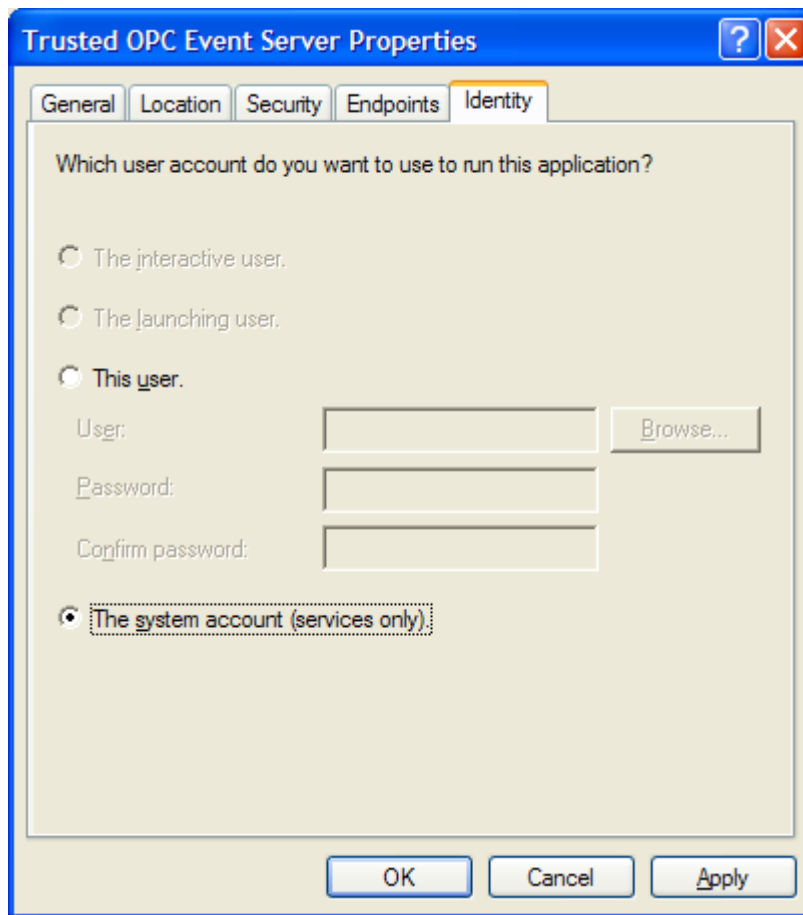 Trusted OPC Event Server Properties
General Location Security Endpoints Identity
Which user account do you want to use to run this application?
The interactive user.
The launching user.
This user.
User: Browse...
Password:
Confirm password:
The system account (services only).
OK Cancel Apply